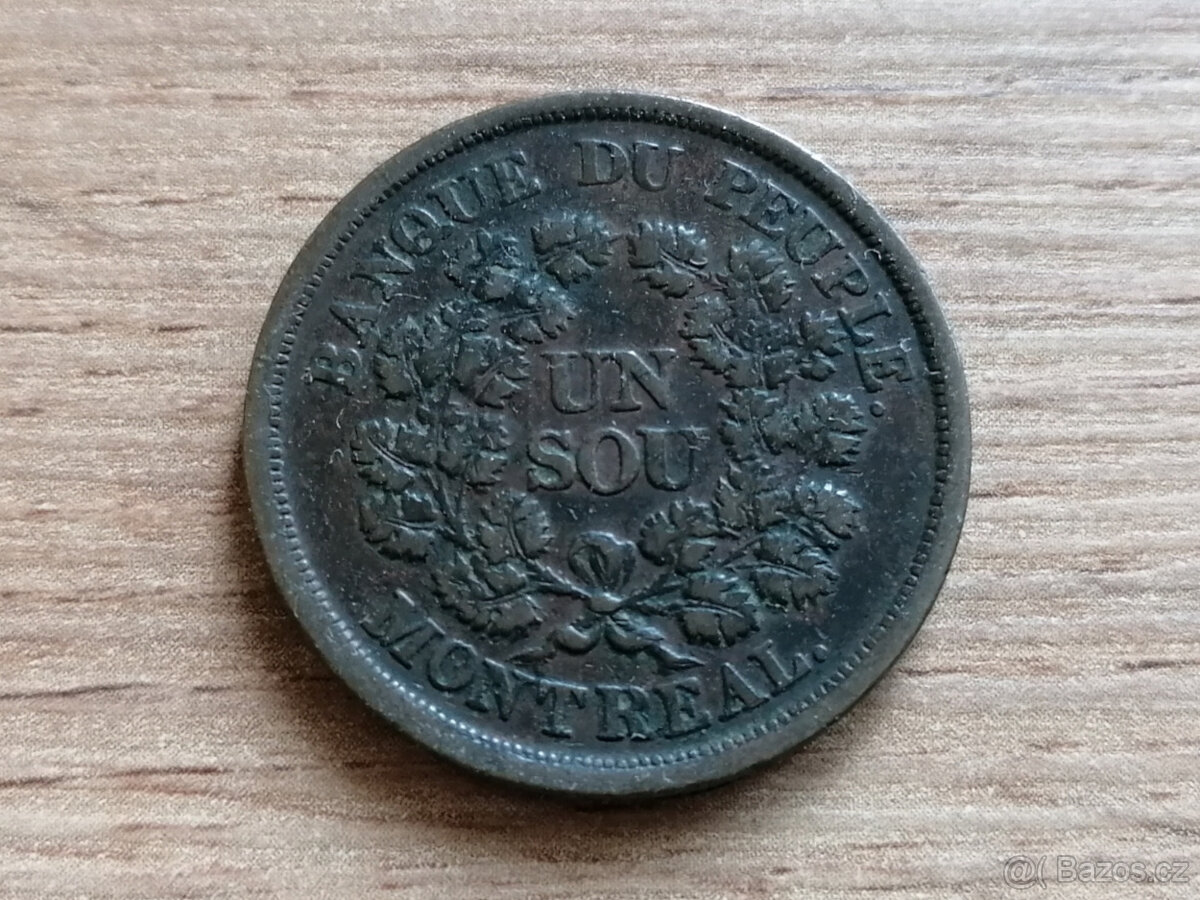 BANQUE DU PEUPLE.
UN
SOU
MONTREAL.
@( Bazos.cz